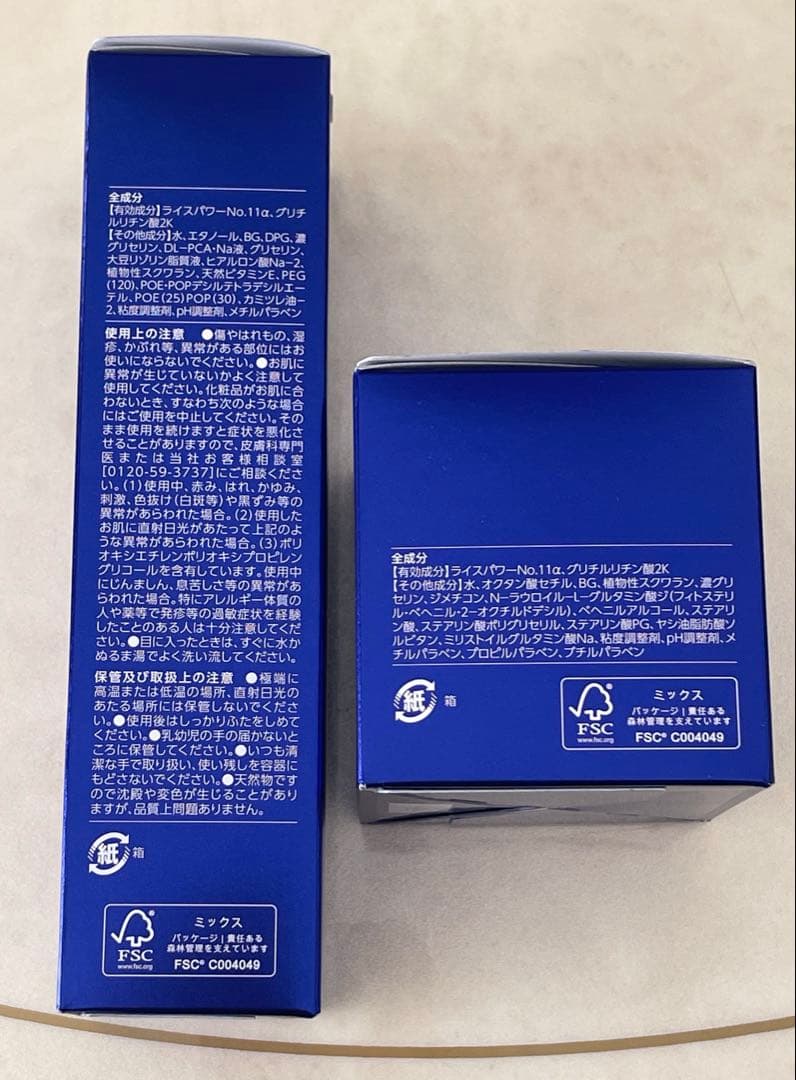 全成分
【有効成分】ライスパワーNo.11α、グリチ
ルリチン酸2K
【その他成分】水、エタノール、BG、DPG、濃
グリセリン、DL-PCA・Na液、グリセリン、
大豆リゾリン脂質液、ヒアルロン酸Na-2、
植物性スクワラン、天然ビタミンE、PEG
(120)、POE・POPデシルテトラデシルエー
テル、POE(25)POP(30)、カミツレ油-
2、粘度調整剤、pH調整剤、メチルパラベン
使用上の注意 ●傷やはれもの、湿
疹、かぶれ等、異常がある部位にはお
使いにならないでください。●お肌に
異常が生じていないかよく注意して
使用してください。化粧品がお肌に合
わないとき、すなわち次のような場合
にはご使用を中止してください。その
まま使用を続けますと症状を悪化さ
せることがありますので、皮膚科専門
医または当社お客様相談室
[0120-59-3737]にご相談くださ
い。(1)使用中、赤み、はれ、かゆみ、
刺激、色抜け(白斑等)や黒ずみ等の
異常があらわれた場合。(2)使用した
お肌に直射日光があたって上記のよ
うな異常があらわれた場合。(3)ポリ
オキシエチレンポリオキシプロピレン
グリコールを含有しています。使用中
にじんましん、息苦しさ等の異常があ
らわれた場合。特にアレルギー体質の
人や薬等で発疹等の過敏症状を経験
したことのある人は十分注意してくだ
さい。●目に入ったときは、すぐに水か
ぬるま湯でよく洗い流してください。
保管及び取扱上の注意 ●極端に
高温または低温の場所、直射日光の
あたる場所には保管しないでくださ
い。●使用後はしっかりふたをしめて
ください。●乳幼児の手の届かないと
ころに保管してください。●いつも清
潔な手で取り扱い、使い残しを容器に
もどさないでください。●天然物です
ので沈殿や変色が生じることがあり
ますが、品質上問題ありません。
紙 箱
FSC
www.fsc.org
ミックス
パッケージ|責任ある
森林管理を支えています
FSC® C004049
全成分
【有効成分】ライスパワーNo.11α、グリチルリチン酸2K
【その他成分】水、オクタン酸セチル、BG、植物性スクワラン、濃グリ
セリン、ジメチコン、N-ラウロイル-L-グルタミン酸ジ(フィトステリ
ル・ベヘニル・2-オクチルドデシル)、ベヘニルアルコール、ステアリ
ン酸、ステアリン酸ポリグリセリル、ステアリン酸PG、ヤシ油脂肪酸ソ
ルビタン、ミリストイルグルタミン酸Na、粘度調整剤、pH調整剤、メ
チルパラベン、プロピルパラベン、ブチルパラベン
紙 箱
FSC
www.fsc.org
ミックス
パッケージ|責任ある
森林管理を支えています
FSC® C004049